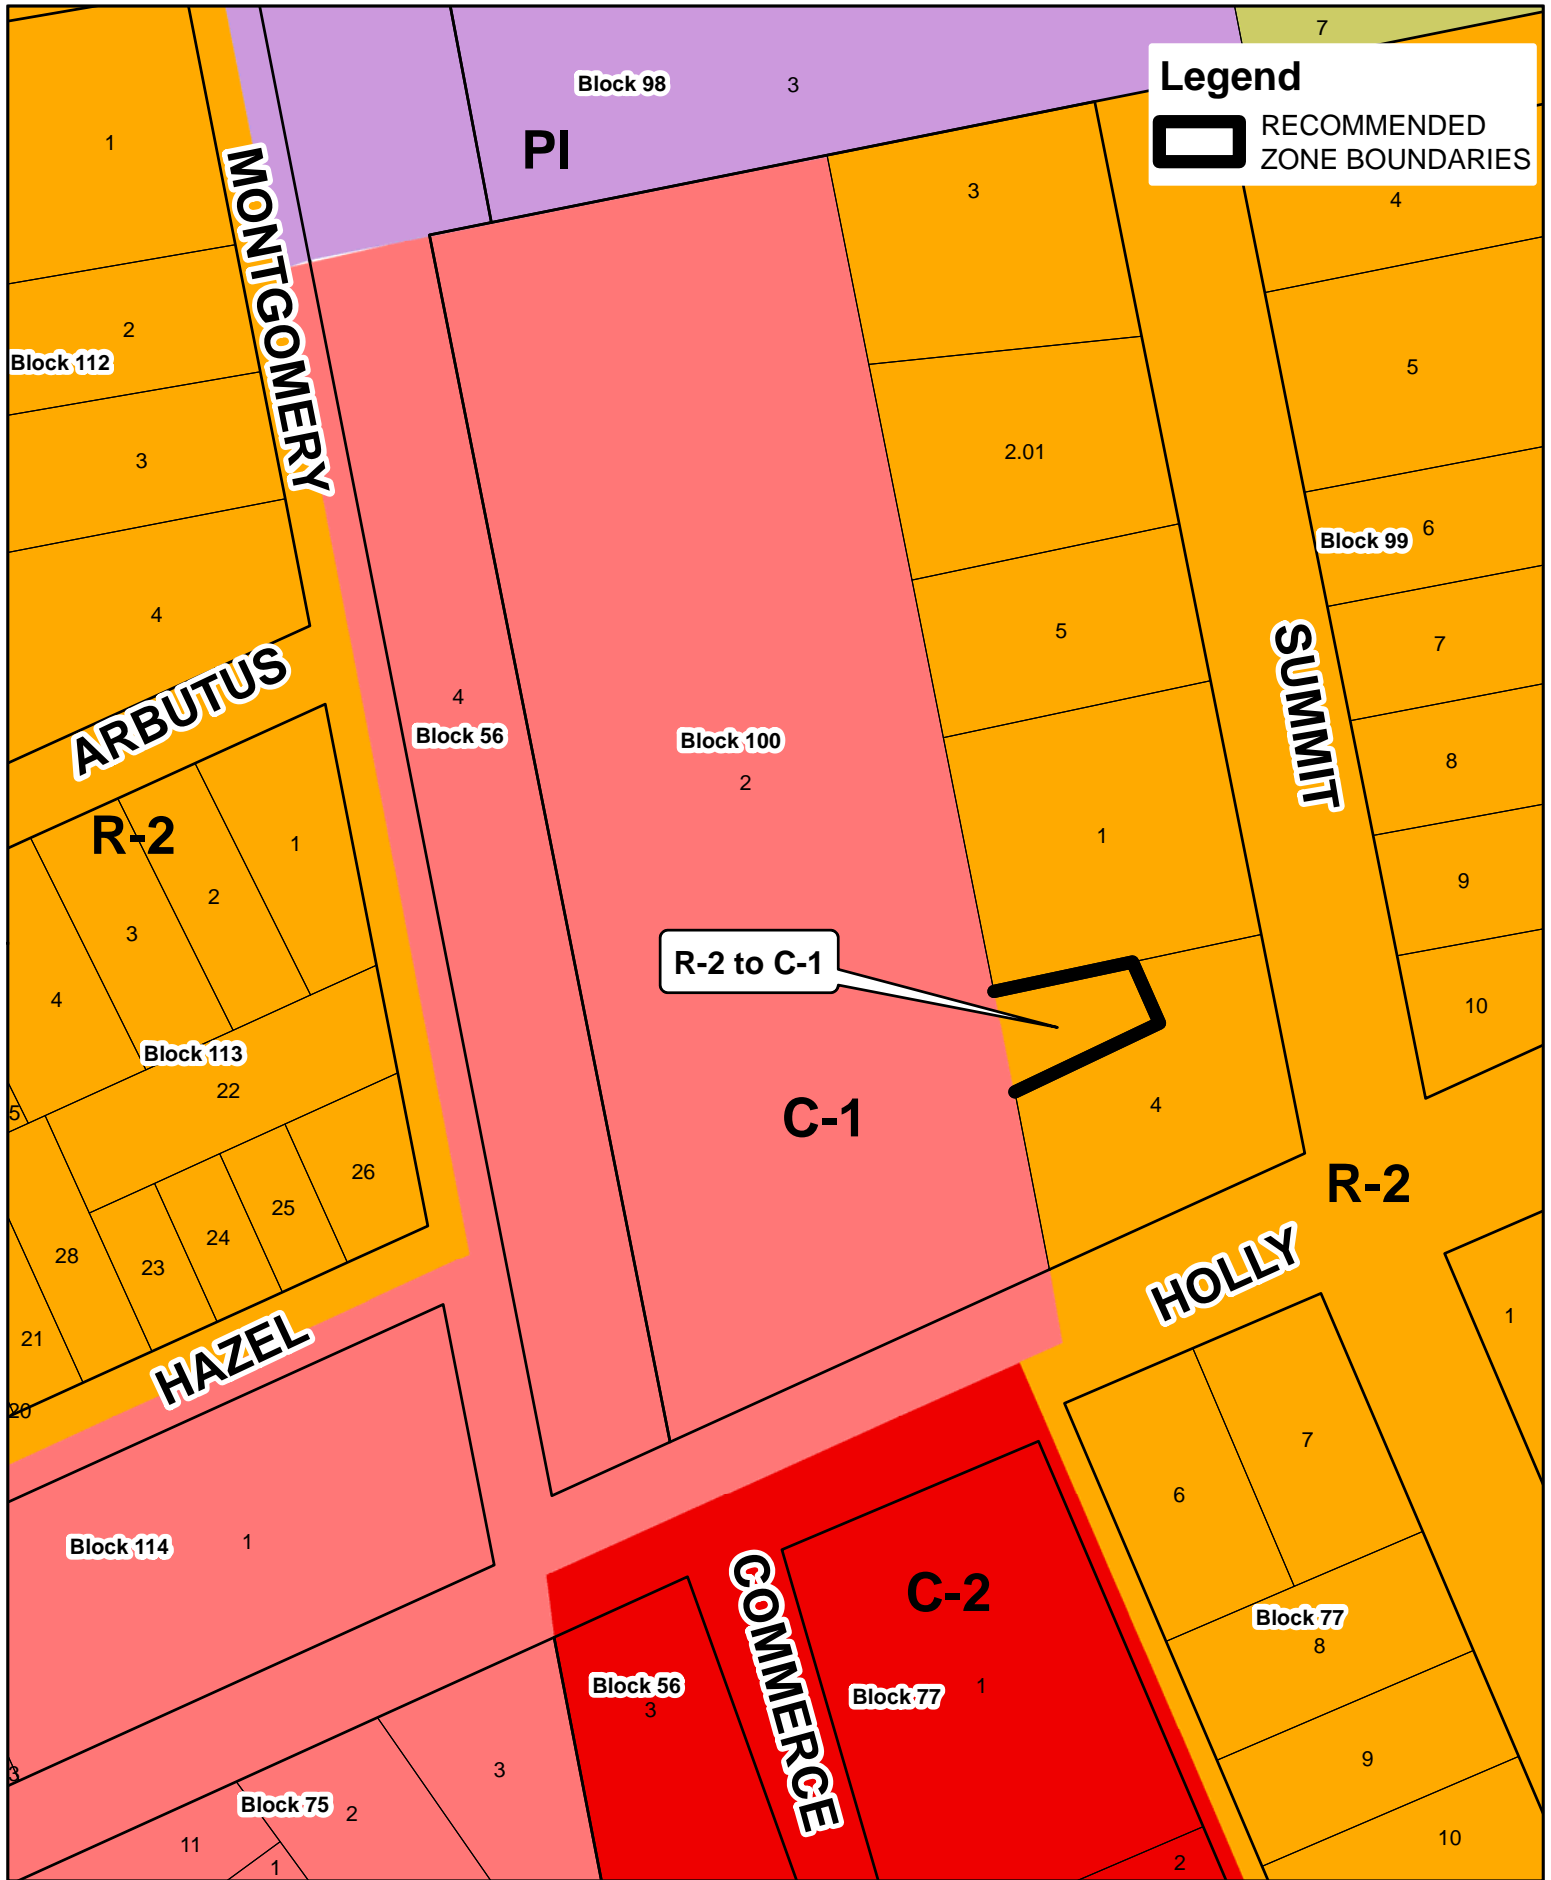 7
Legend
RECOMMENDED
ZONE BOUNDARIES
Block 98
3
PI
1
MONTGOMERY
3
4
2
Block 112
5
2.01
3
6
Block 99
4
5
7
SUMMIT
ARBUTUS
4
Block 56
Block 100
2
8
R-2
1
1
2
3
9
R-2 to C-1
4
10
Block 113
22
5
4
C-1
26
R-2
25
24
28
23
HOLLY
21
1
HAZEL
20
7
6
1
Block 114
COMMERCE
C-2
Block 77
8
Block 56
3
1
Block 77
9
3
3
Block 75
2
11
10
1
2